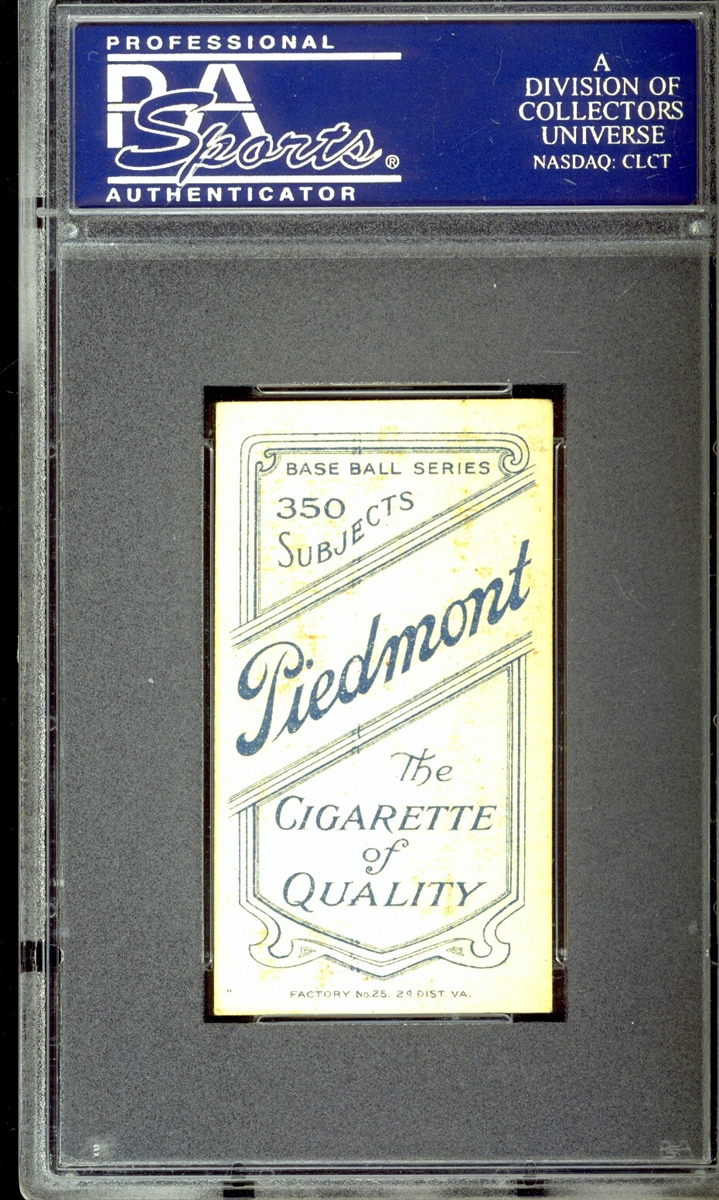 PROFESSIONAL
PSA
Sports®
AUTHENTICATOR
A
DIVISION OF
COLLECTORS
UNIVERSE
NASDAQ: CLCT
BASE BALL SERIES
350
SUBJECTS
Piedmont
The
CIGARETTE
of
QUALITY
FACTORY No.25. 2d DIST. VA.